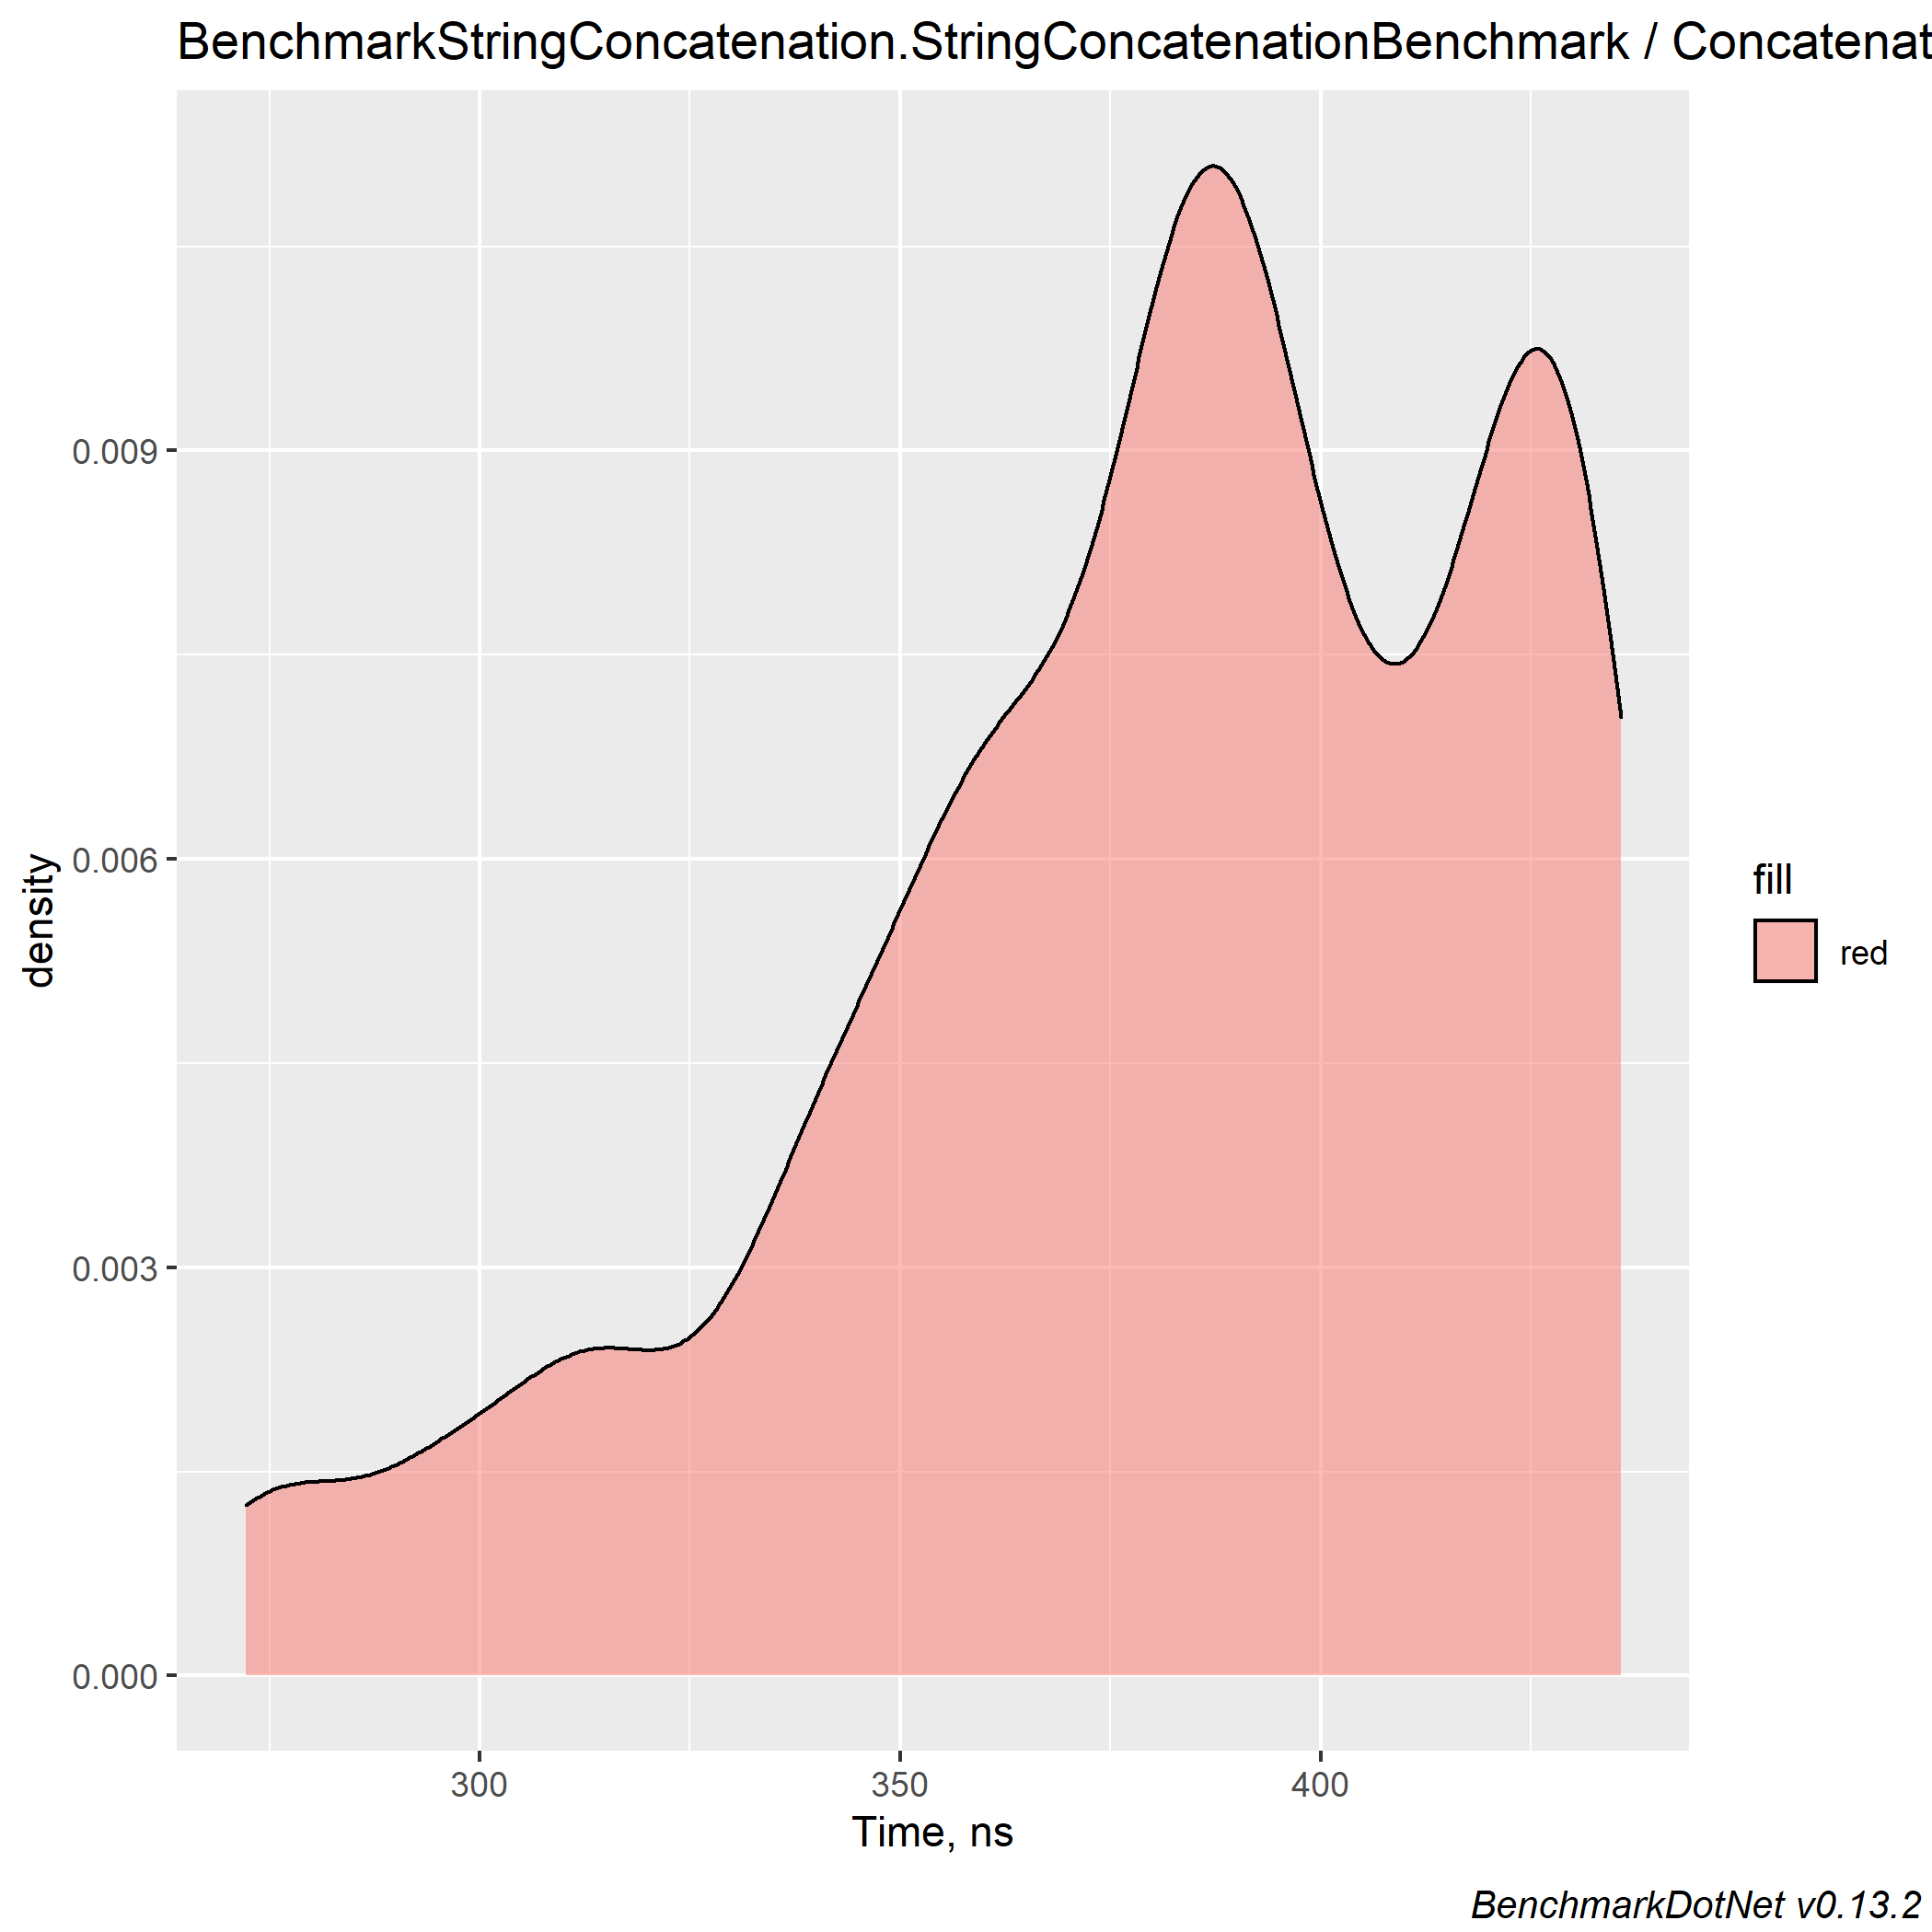 BenchmarkStringConcatenation.StringConcatenationBenchmark / Concatenat
0.009
0.006
0.003
0.000
density
300 350 400
Time, ns
fill
red
BenchmarkDotNet v0.13.2